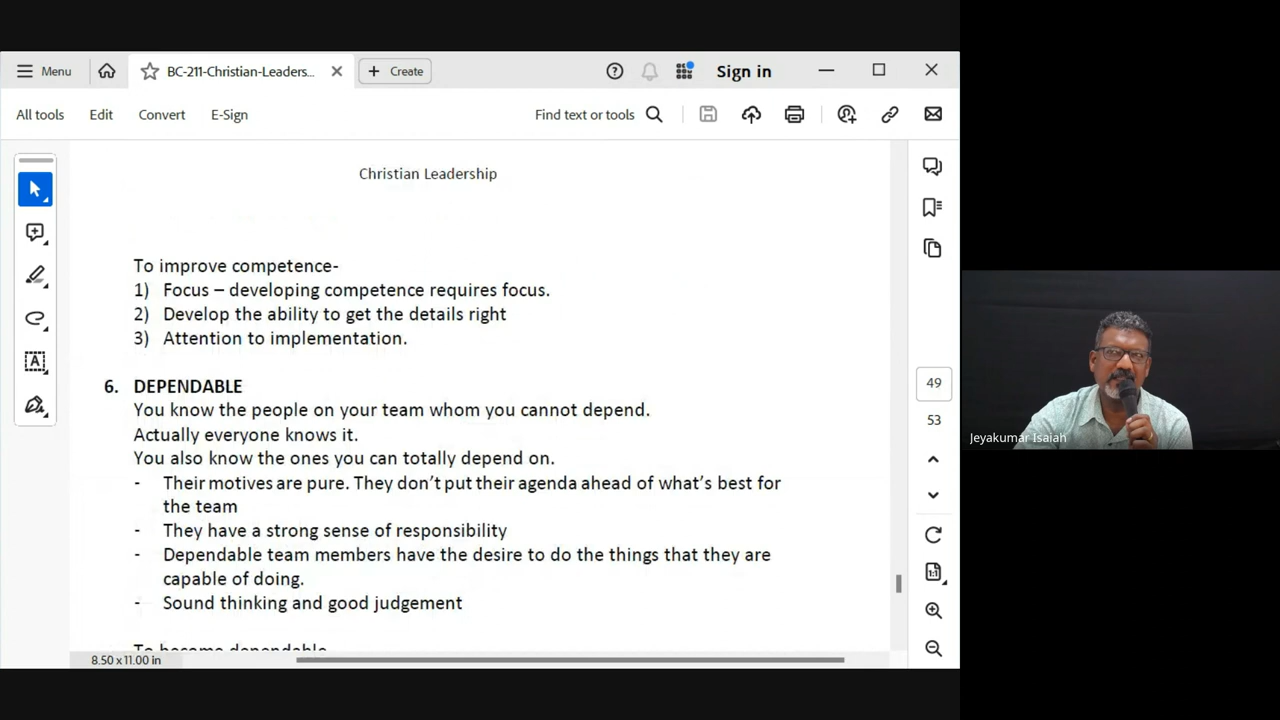 Menu
BC-211-Christian-Leaders...
Create
Sign in
All tools
Edit
Convert
E-Sign
Find text or tools
Christian Leadership
To improve competence-
1) Focus – developing competence requires focus.
2) Develop the ability to get the details right
3) Attention to implementation.
6. DEPENDABLE
You know the people on your team whom you cannot depend.
Actually everyone knows it.
You also know the ones you can totally depend on.
- Their motives are pure. They don't put their agenda ahead of what's best for
the team
- They have a strong sense of responsibility
- Dependable team members have the desire to do the things that they are
capable of doing.
- Sound thinking and good judgement
To become dependable
8.50 x 11.00 in
49
53
1:1
Jeyakumar Isaiah